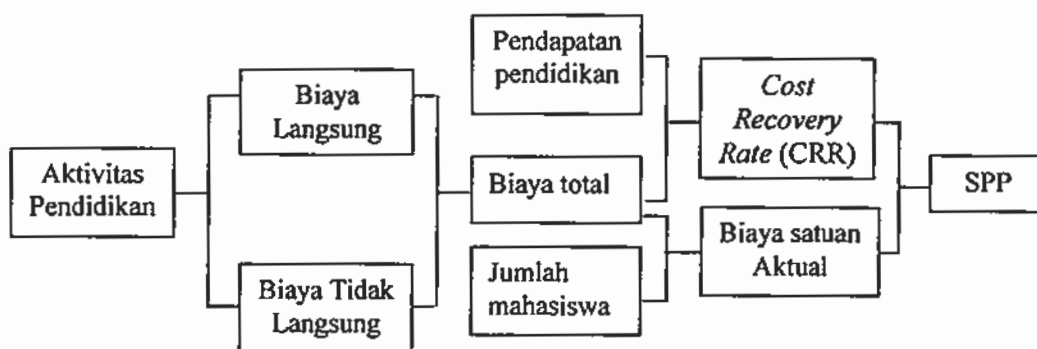 Aktivitas
Pendidikan
Biaya
Langsung
Biaya Tidak
Langsung
Pendapatan
pendidikan
Biaya total
Jumlah
mahasiswa
Cost
Recovery
Rate (CRR)
Biaya satuan
Aktual
SPP